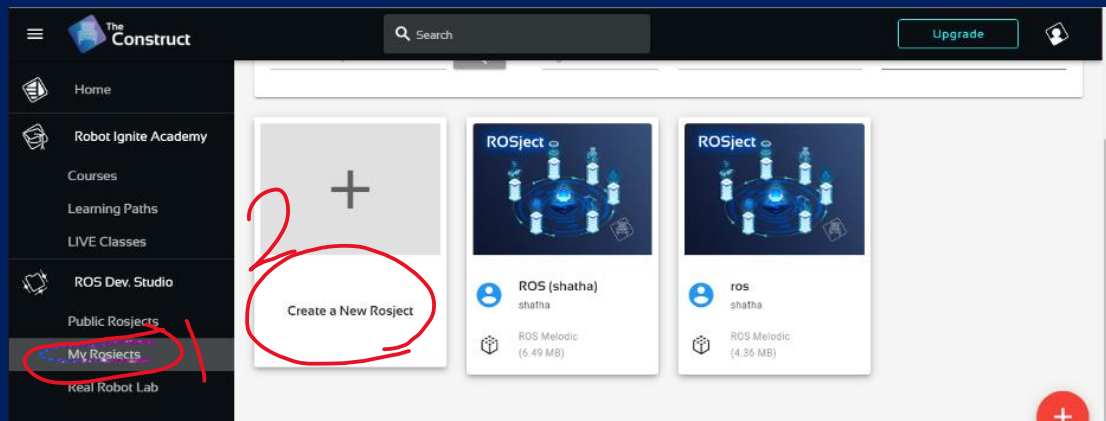 The
Construct
Search
Upgrade
Home
Robot Ignite Academy
Courses
Learning Paths
LIVE Classes
ROS Dev. Studio
Public Rosjects
My Rosjects
Real Robot Lab
1
2
+
Create a New Rosject
ROSject
ROS (shatha)
shatha
ROS Melodic
(6.49 MB)
ROSject
ros
shatha
ROS Melodic
(4.36 MB)
+